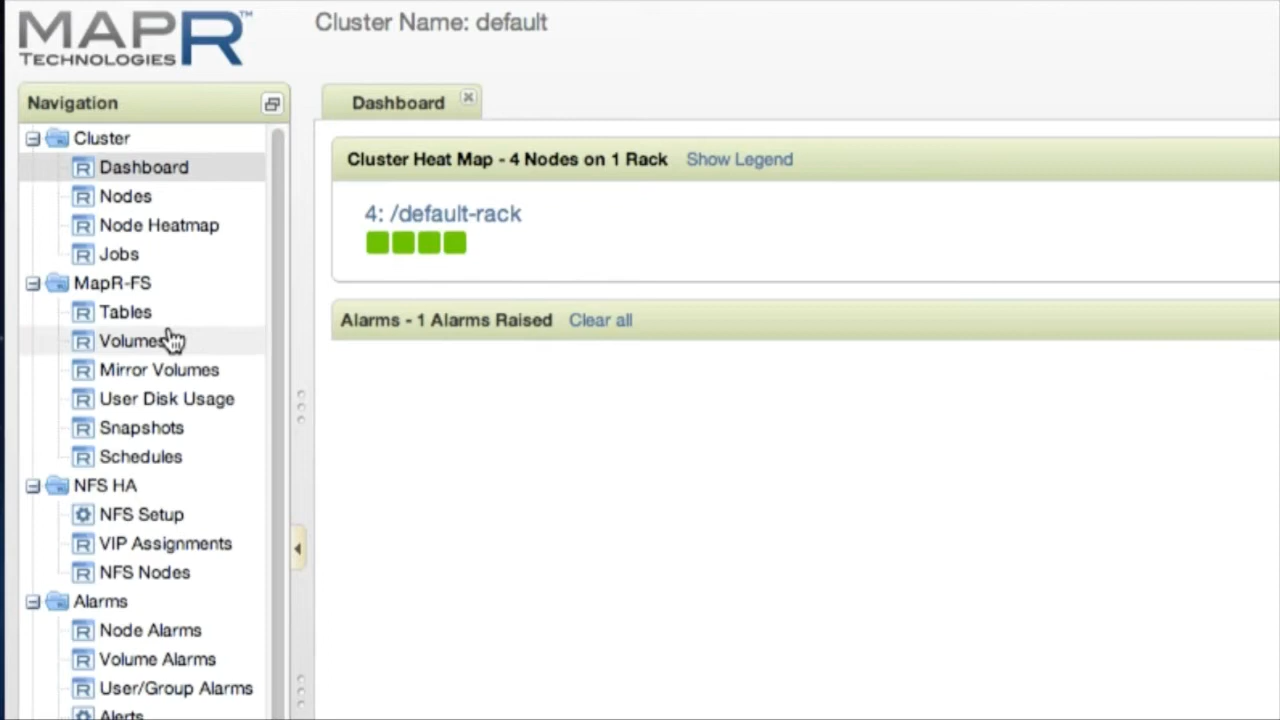 MAPR™
TECHNOLOGIES
Cluster Name: default
Navigation
Cluster
Dashboard
Nodes
Node Heatmap
Jobs
MapR-FS
Tables
Volumes
Mirror Volumes
User Disk Usage
Snapshots
Schedules
NFS HA
NFS Setup
VIP Assignments
NFS Nodes
Alarms
Node Alarms
Volume Alarms
User/Group Alarms
Alerts
Dashboard
Cluster Heat Map - 4 Nodes on 1 Rack Show Legend
4: /default-rack
Alarms - 1 Alarms Raised Clear all